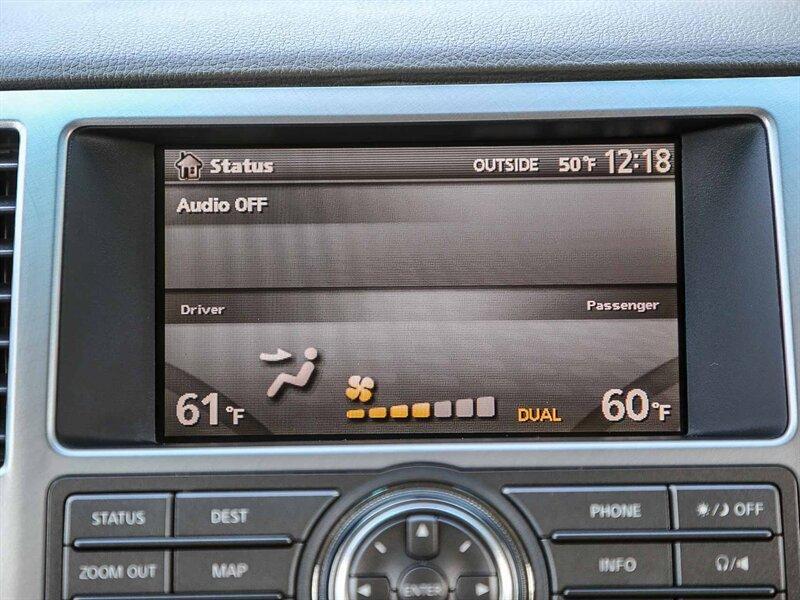 Status OUTSIDE 50°F 12:18
Audio OFF
Driver Passenger
61°F DUAL 60°F
STATUS DEST PHONE OFF
ZOOM OUT MAP INFO
ENTER